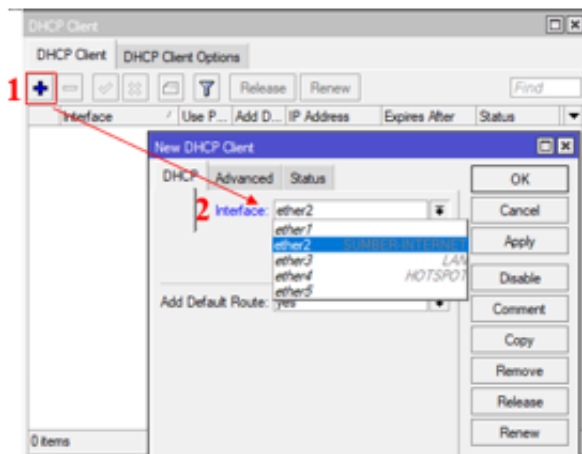 DHCP Client
DHCP Client DHCP Client Options
1 Release Renew Find
Interface Use P... Add D... IP Address Expires After Status
New DHCP Client
DHCP Advanced Status
2 Interface: ether2
ether1
ether2 SUMBER-INTERNET
ether3 LAN
ether4 HOTSPOT
ether5
Add Default Route: yes
OK
Cancel
Apply
Disable
Comment
Copy
Remove
Release
Renew
0 items